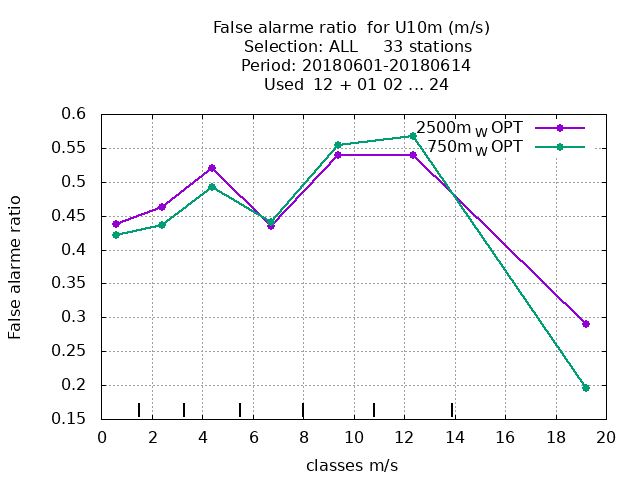 False alarme ratio  for U10m (m/s)
Selection: ALL     33 stations
Period: 20180601-20180614
Used  12 + 01 02 ... 24
2500m W OPT
750m W OPT
False alarme ratio
0.6
0.55
0.5
0.45
0.4
0.35
0.3
0.25
0.2
0.15
0 2 4 6 8 10 12 14 16 18 20
classes m/s